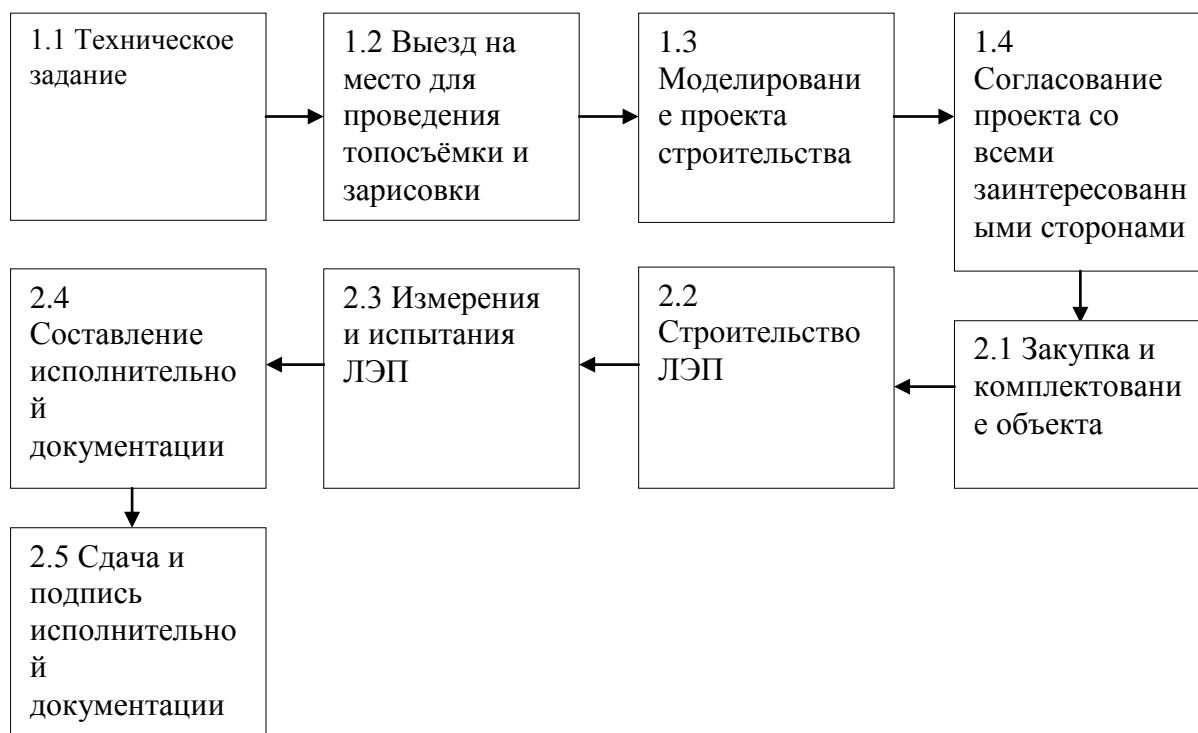 1.1 Техническое
задание
1.2 Выезд на
место для
проведения
топосъёмки и
зарисовки
1.3
Моделировани
е проекта
строительства
1.4
Согласование
проекта со
всеми
заинтересованн
ыми сторонами
2.1 Закупка и
комплектовани
е объекта
2.2
Строительство
ЛЭП
2.3 Измерения
и испытания
ЛЭП
2.4
Составление
исполнительно
й
документации
2.5 Сдача и
подпись
исполнительно
й
документации